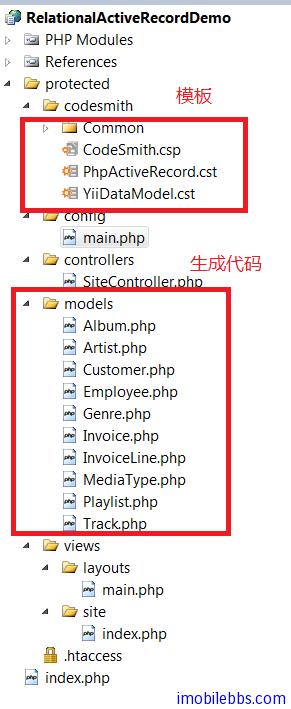 RelationalActiveRecordDemo
PHP Modules
References
protected
codesmith
模板
Common
CodeSmith.csp
PhpActiveRecord.cst
YiiDataModel.cst
config
main.php
controllers
生成代码
SiteController.php
models
Album.php
Artist.php
Customer.php
Employee.php
Genre.php
Invoice.php
InvoiceLine.php
MediaType.php
Playlist.php
Track.php
views
layouts
main.php
site
index.php
.htaccess
index.php
imobilebbs.com